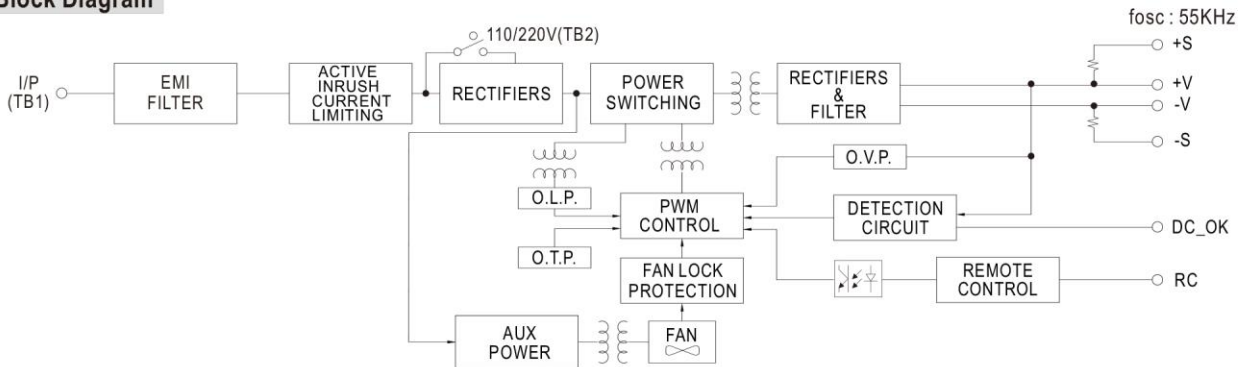 Block Diagram
fosc : 55KHz
110/220V(TB2)
+S
I/P
(TB1)
EMI
FILTER
ACTIVE
INRUSH
CURRENT
LIMITING
RECTIFIERS
POWER
SWITCHING
RECTIFIERS
&
FILTER
+V
-V
-S
O.V.P.
O.L.P.
PWM
CONTROL
DETECTION
CIRCUIT
DC_OK
O.T.P.
FAN LOCK
PROTECTION
REMOTE
CONTROL
RC
AUX
POWER
FAN